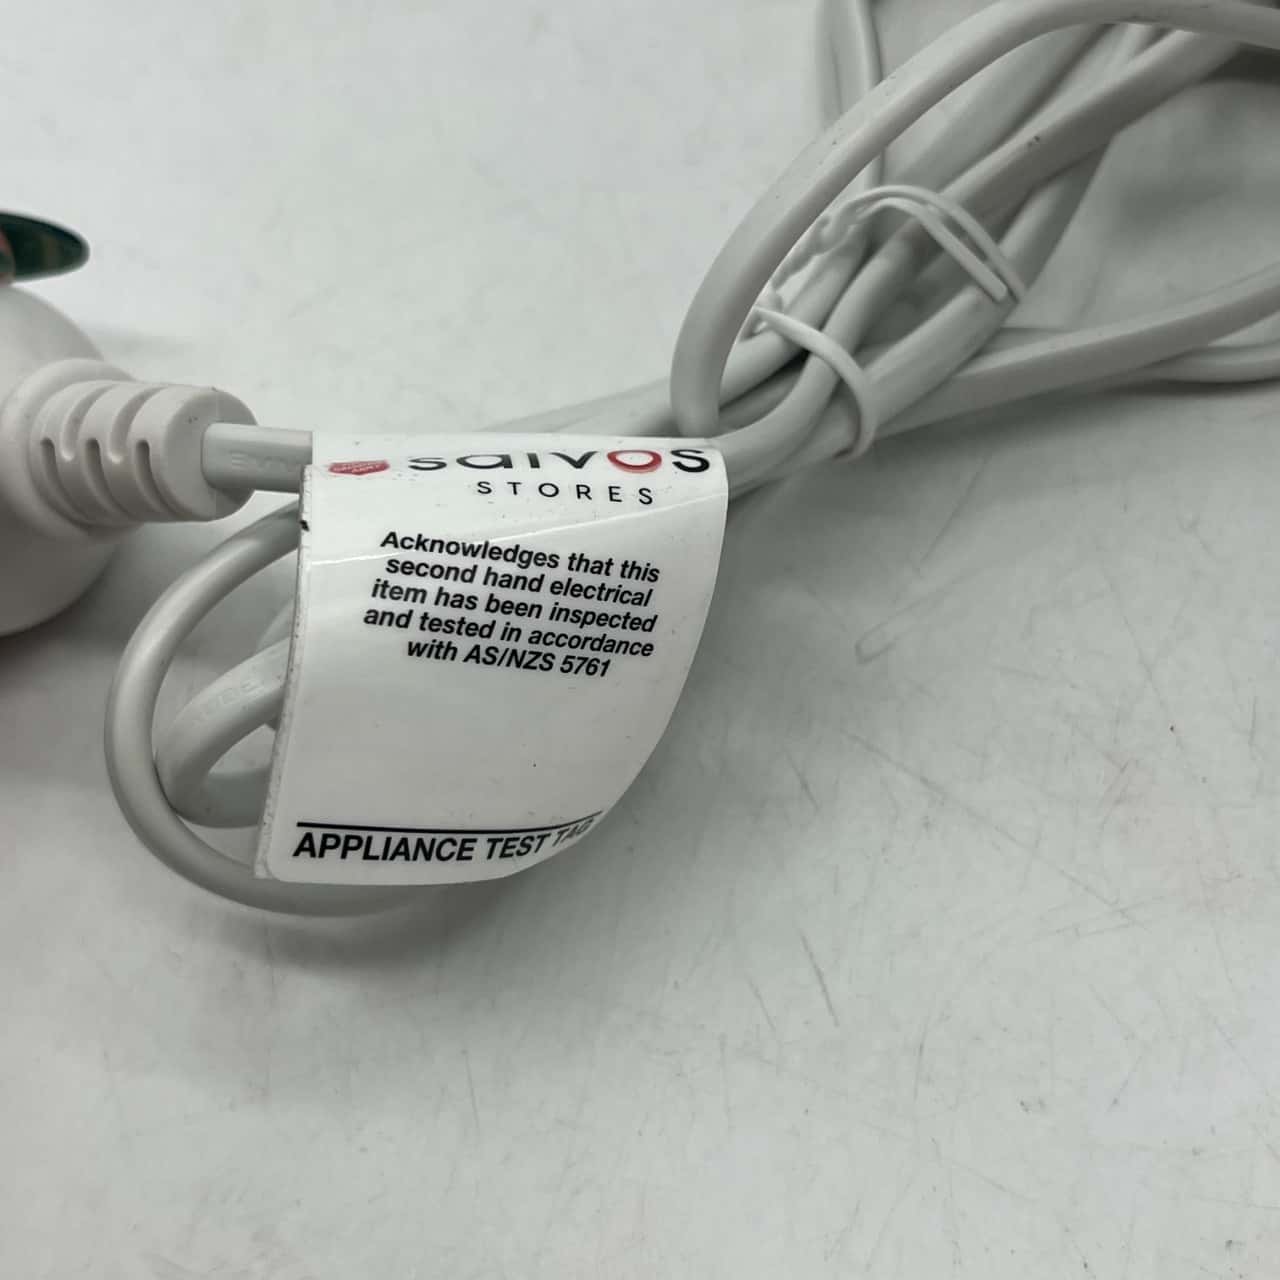 salvos
STORES
Acknowledges that this
second hand electrical
item has been inspected
and tested in accordance
with AS/NZS 5761
APPLIANCE TEST TAG